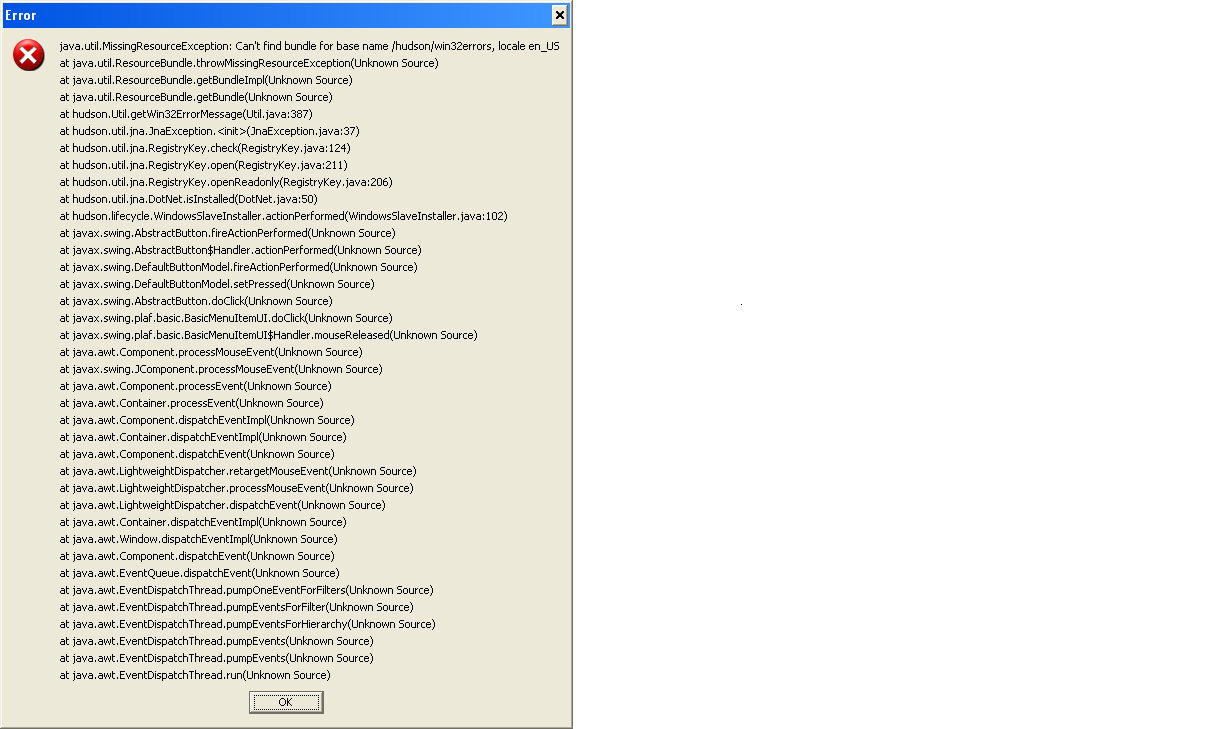 Error
java.util.MissingResourceException: Can't find bundle for base name /hudson/win32errors, locale en_US
at java.util.ResourceBundle.throwMissingResourceException(Unknown Source)
at java.util.ResourceBundle.getBundleImpl(Unknown Source)
at java.util.ResourceBundle.getBundle(Unknown Source)
at hudson.Util.getWin32ErrorMessage(Util.java:387)
at hudson.util.jna.JnaException.<init>(JnaException.java:37)
at hudson.util.jna.RegistryKey.check(RegistryKey.java:124)
at hudson.util.jna.RegistryKey.open(RegistryKey.java:211)
at hudson.util.jna.RegistryKey.openReadonly(RegistryKey.java:206)
at hudson.util.jna.DotNet.isInstalled(DotNet.java:50)
at hudson.lifecycle.WindowsSlaveInstaller.actionPerformed(WindowsSlaveInstaller.java:102)
at javax.swing.AbstractButton.fireActionPerformed(Unknown Source)
at javax.swing.AbstractButton$Handler.actionPerformed(Unknown Source)
at javax.swing.DefaultButtonModel.fireActionPerformed(Unknown Source)
at javax.swing.DefaultButtonModel.setPressed(Unknown Source)
at javax.swing.AbstractButton.doClick(Unknown Source)
at javax.swing.plaf.basic.BasicMenuItemUI.doClick(Unknown Source)
at javax.swing.plaf.basic.BasicMenuItemUI$Handler.mouseReleased(Unknown Source)
at java.awt.Component.processMouseEvent(Unknown Source)
at javax.swing.JComponent.processMouseEvent(Unknown Source)
at java.awt.Component.processEvent(Unknown Source)
at java.awt.Container.processEvent(Unknown Source)
at java.awt.Component.dispatchEventImpl(Unknown Source)
at java.awt.Container.dispatchEventImpl(Unknown Source)
at java.awt.Component.dispatchEvent(Unknown Source)
at java.awt.LightweightDispatcher.retargetMouseEvent(Unknown Source)
at java.awt.LightweightDispatcher.processMouseEvent(Unknown Source)
at java.awt.LightweightDispatcher.dispatchEvent(Unknown Source)
at java.awt.Container.dispatchEventImpl(Unknown Source)
at java.awt.Window.dispatchEventImpl(Unknown Source)
at java.awt.Component.dispatchEvent(Unknown Source)
at java.awt.EventQueue.dispatchEvent(Unknown Source)
at java.awt.EventDispatchThread.pumpOneEventForFilters(Unknown Source)
at java.awt.EventDispatchThread.pumpEventsForFilter(Unknown Source)
at java.awt.EventDispatchThread.pumpEventsForHierarchy(Unknown Source)
at java.awt.EventDispatchThread.pumpEvents(Unknown Source)
at java.awt.EventDispatchThread.pumpEvents(Unknown Source)
at java.awt.EventDispatchThread.run(Unknown Source)
OK